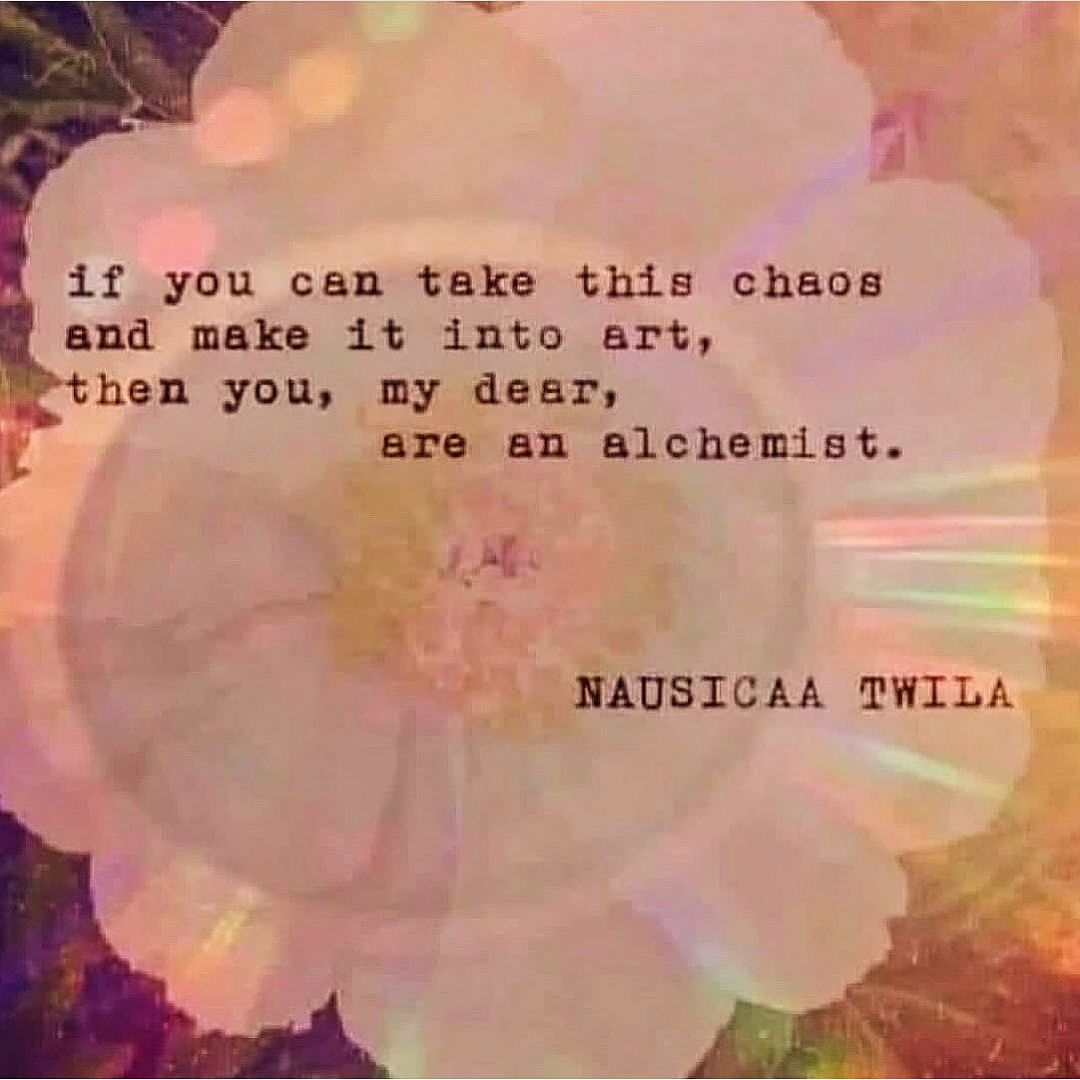 if you can take this chaos
and make it into art,
then you, my dear,
are an alchemist.
NAUSICAA TWILA